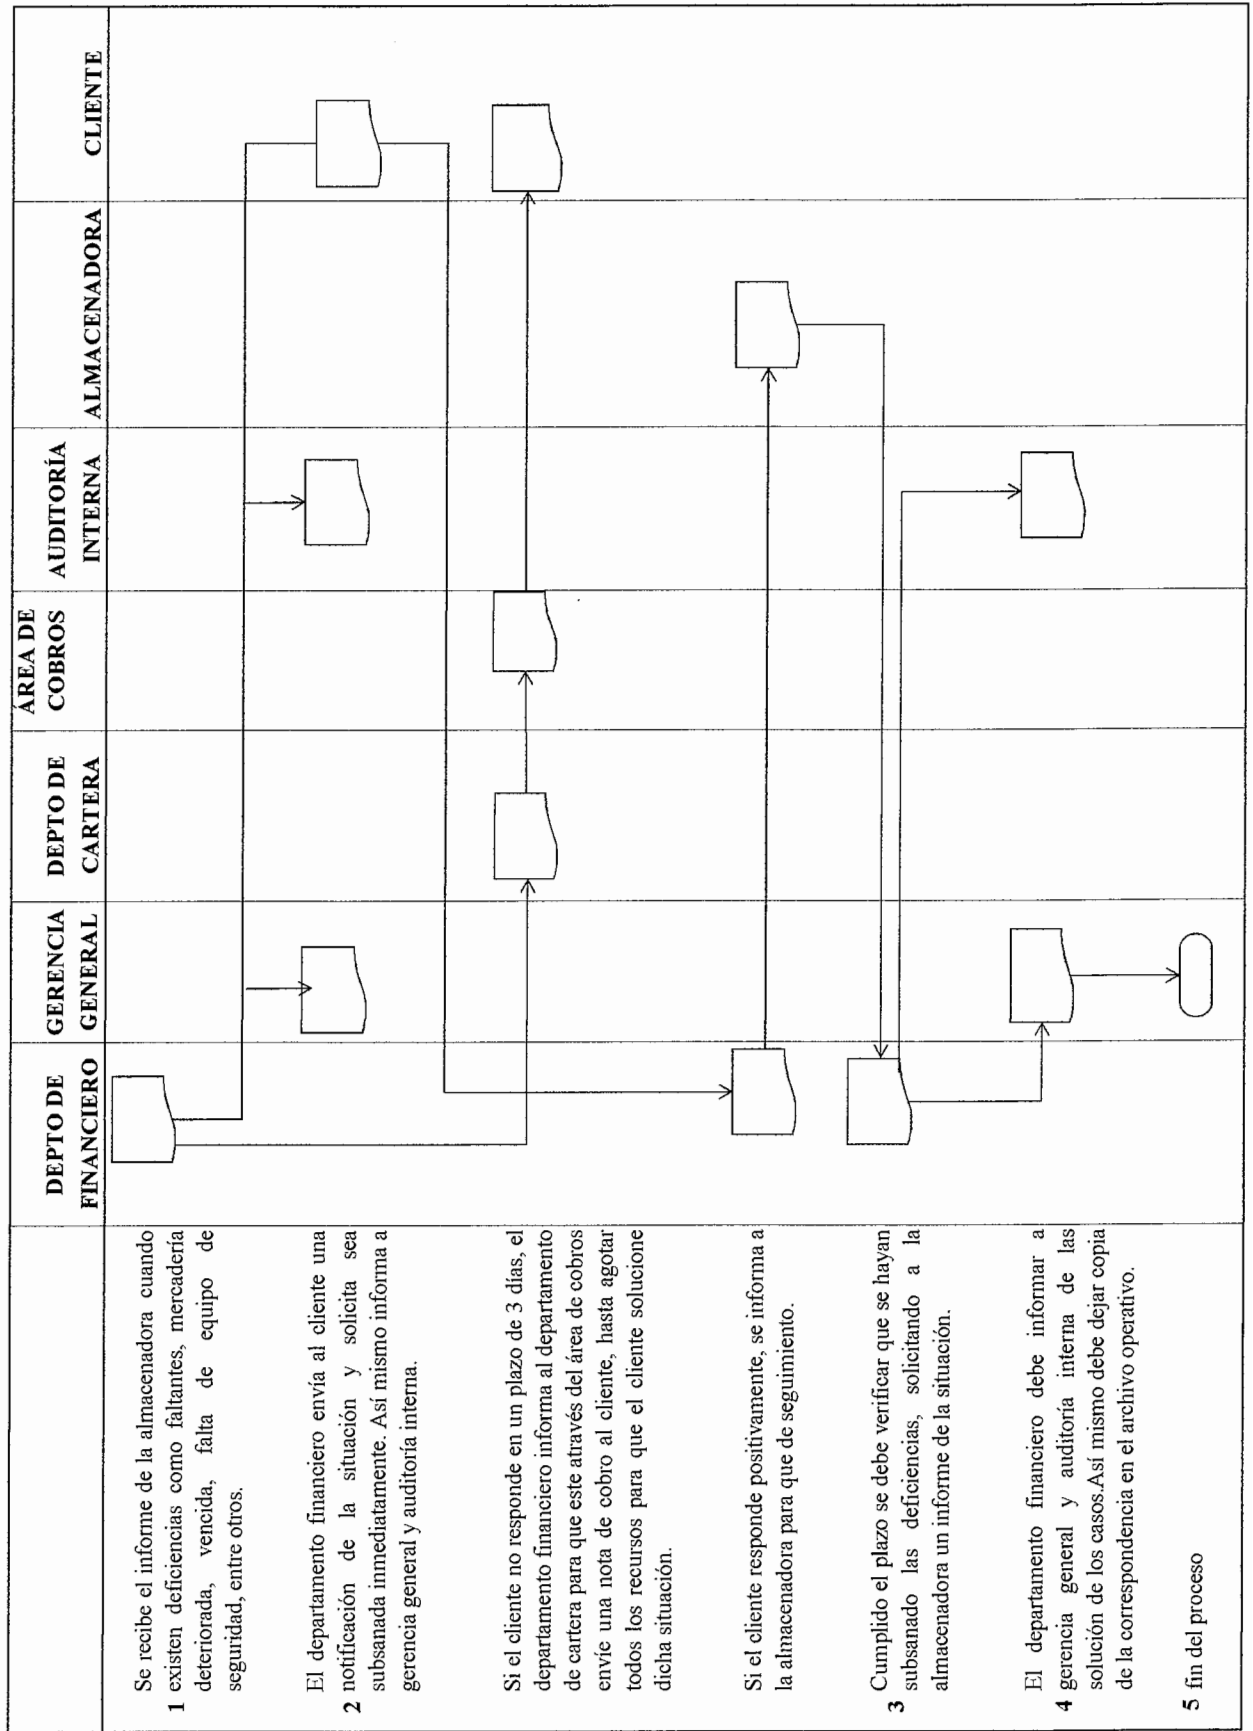 DEPTO DE
FINANCIERO
GERENCIA
GENERAL
DEPTO DE
CARTERA
ÁREA DE
COBROS
AUDITORÍA
INTERNA
ALMACENADORA
CLIENTE
Se recibe el informe de la almacenadora cuando
1 existen deficiencias como faltantes, mercadería
deteriorada, vencida, falta de equipo de
seguridad, entre otros.
El departamento financiero envía al cliente una
2 notificación de la situación y solicita sea
subsanada inmediatamente. Así mismo informa a
gerencia general y auditoría interna.
Si el cliente no responde en un plazo de 3 días, el
departamento financiero informa al departamento
de cartera para que este através del área de cobros
envíe una nota de cobro al cliente, hasta agotar
todos los recursos para que el cliente solucione
dicha situación.
Si el cliente responde positivamente, se informa a
la almacenadora para que de seguimiento.
Cumplido el plazo se debe verificar que se hayan
3 subsanado las deficiencias, solicitando a la
almacenadora un informe de la situación.
El departamento financiero debe informar a
4 gerencia general y auditoría interna de las
solución de los casos.Así mismo debe dejar copia
de la correspondencia en el archivo operativo.
5 fin del proceso